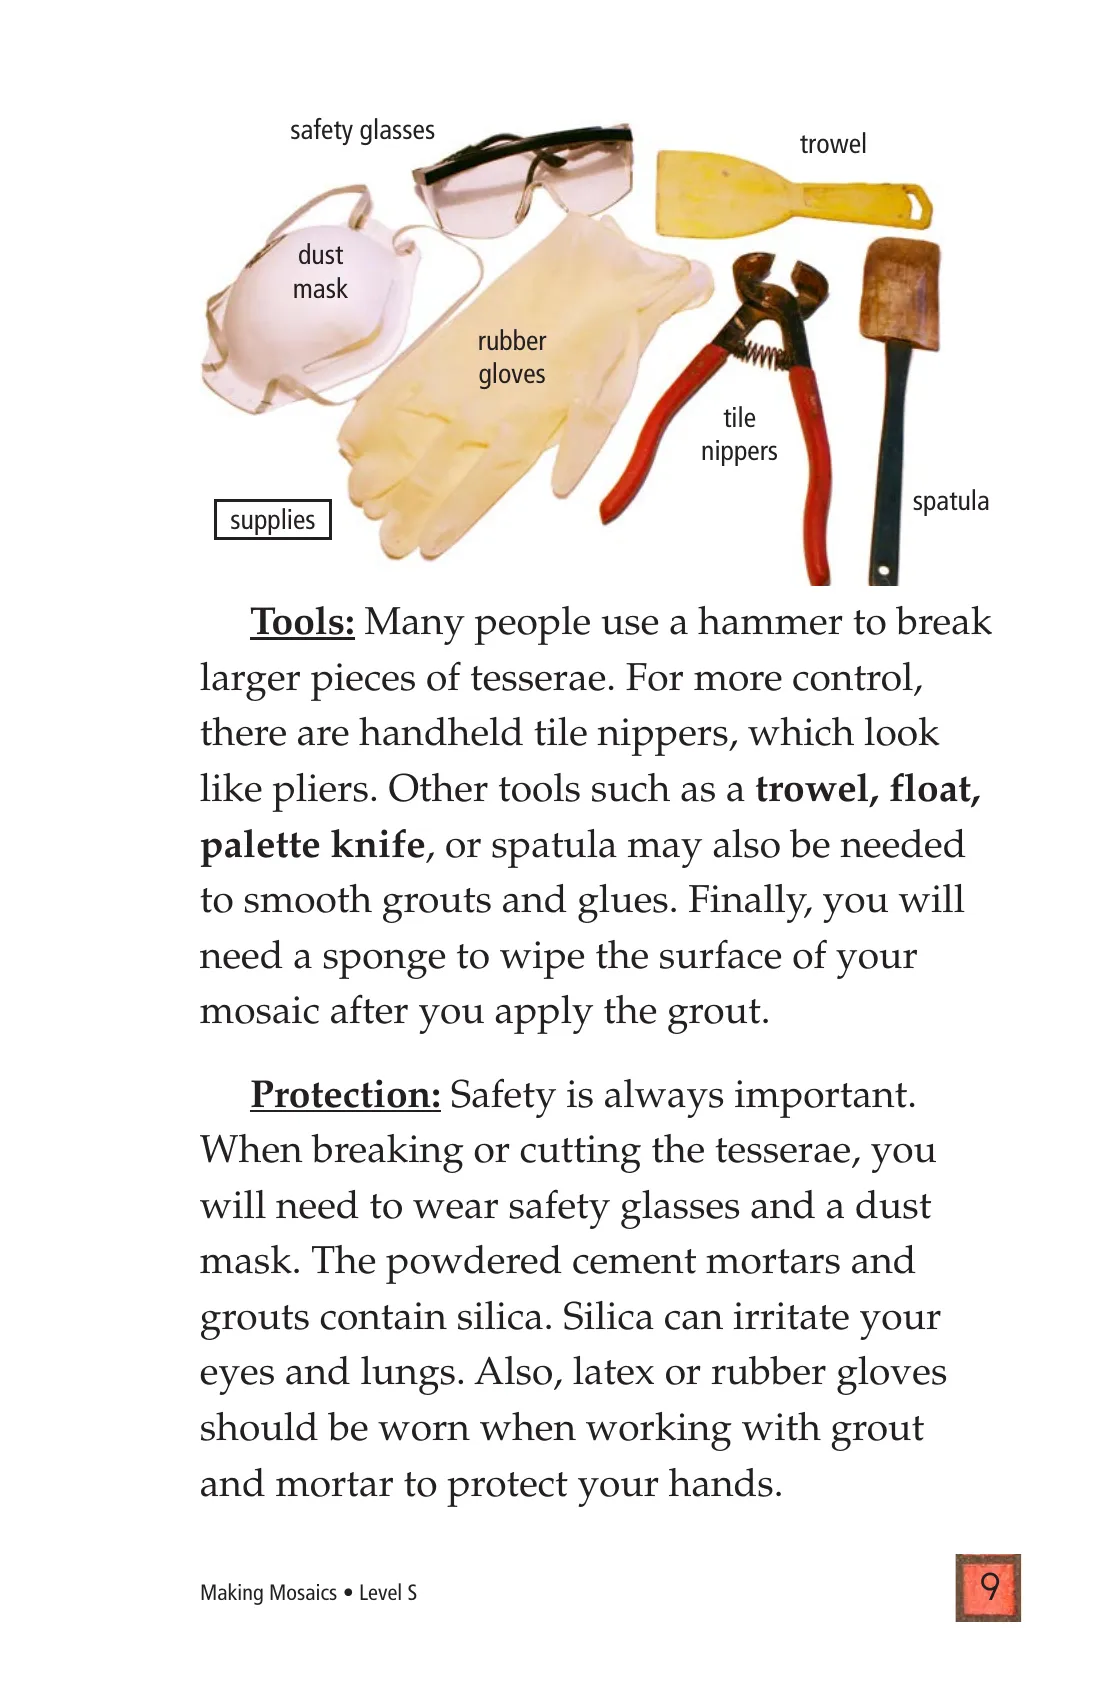 safety glasses
trowel
dust
mask
rubber
gloves
tile
nippers
spatula
supplies
Tools: Many people use a hammer to break
larger pieces of tesserae. For more control,
there are handheld tile nippers, which look
like pliers. Other tools such as a trowel, float,
palette knife, or spatula may also be needed
to smooth grouts and glues. Finally, you will
need a sponge to wipe the surface of your
mosaic after you apply the grout.
Protection: Safety is always important.
When breaking or cutting the tesserae, you
will need to wear safety glasses and a dust
mask. The powdered cement mortars and
grouts contain silica. Silica can irritate your
eyes and lungs. Also, latex or rubber gloves
should be worn when working with grout
and mortar to protect your hands.
Making Mosaics • Level S
9